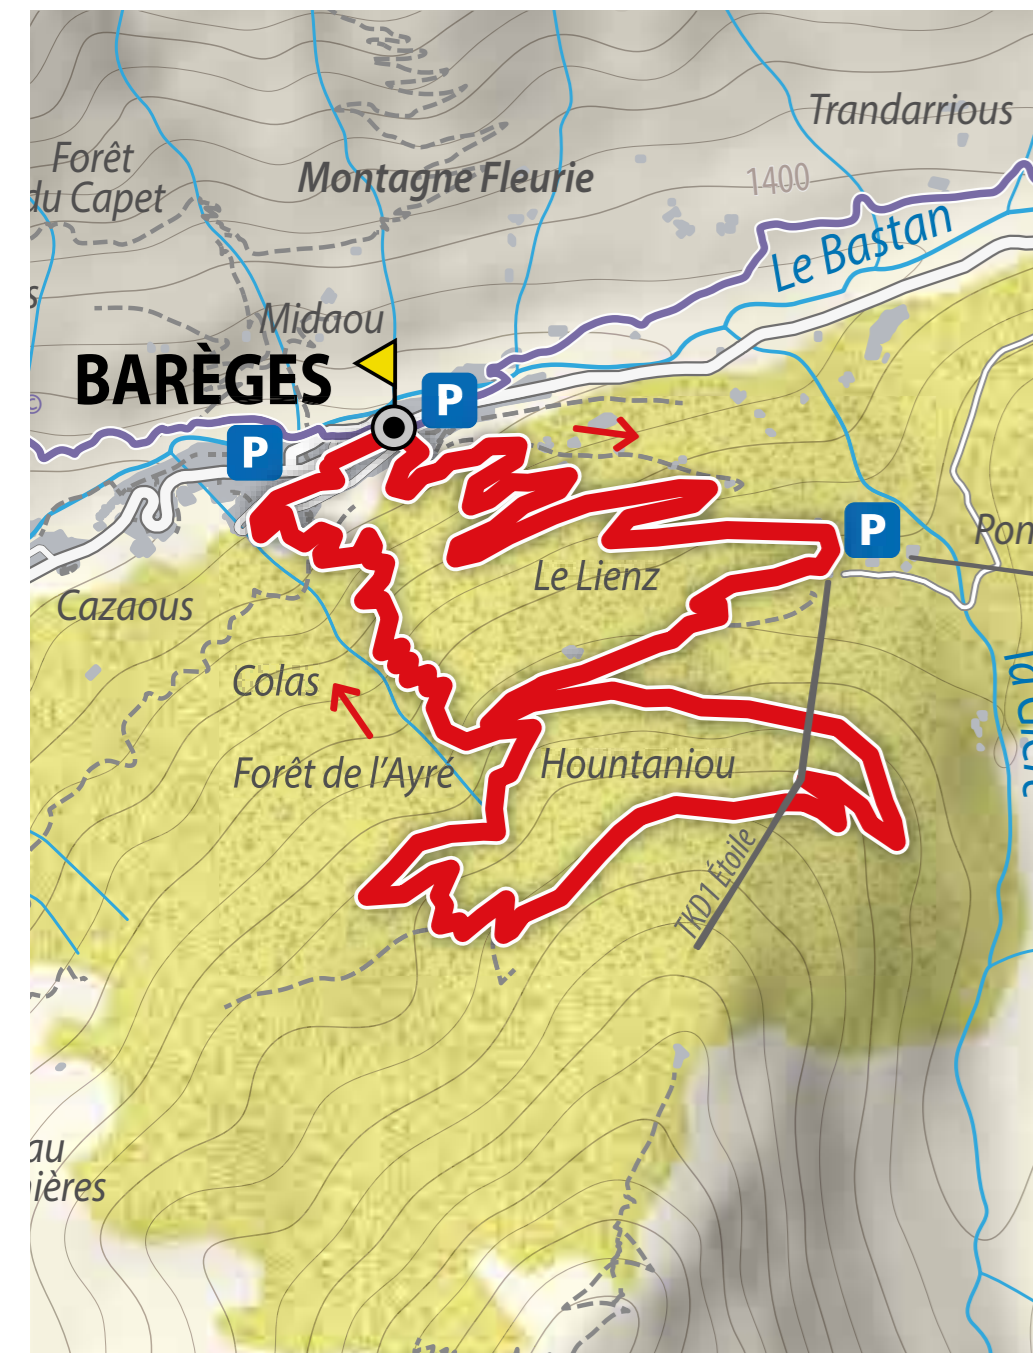 Trandarrious
Forêt
du Capet
Montagne Fleurie
1400
Le Bastan
s
Midaou
BARÈGES
P
©
P
P
Pon
Le Lienz
Cazaous
Colas
Forêt de l'Ayré
Hountaniou
TKD1 Étoile
au
ières